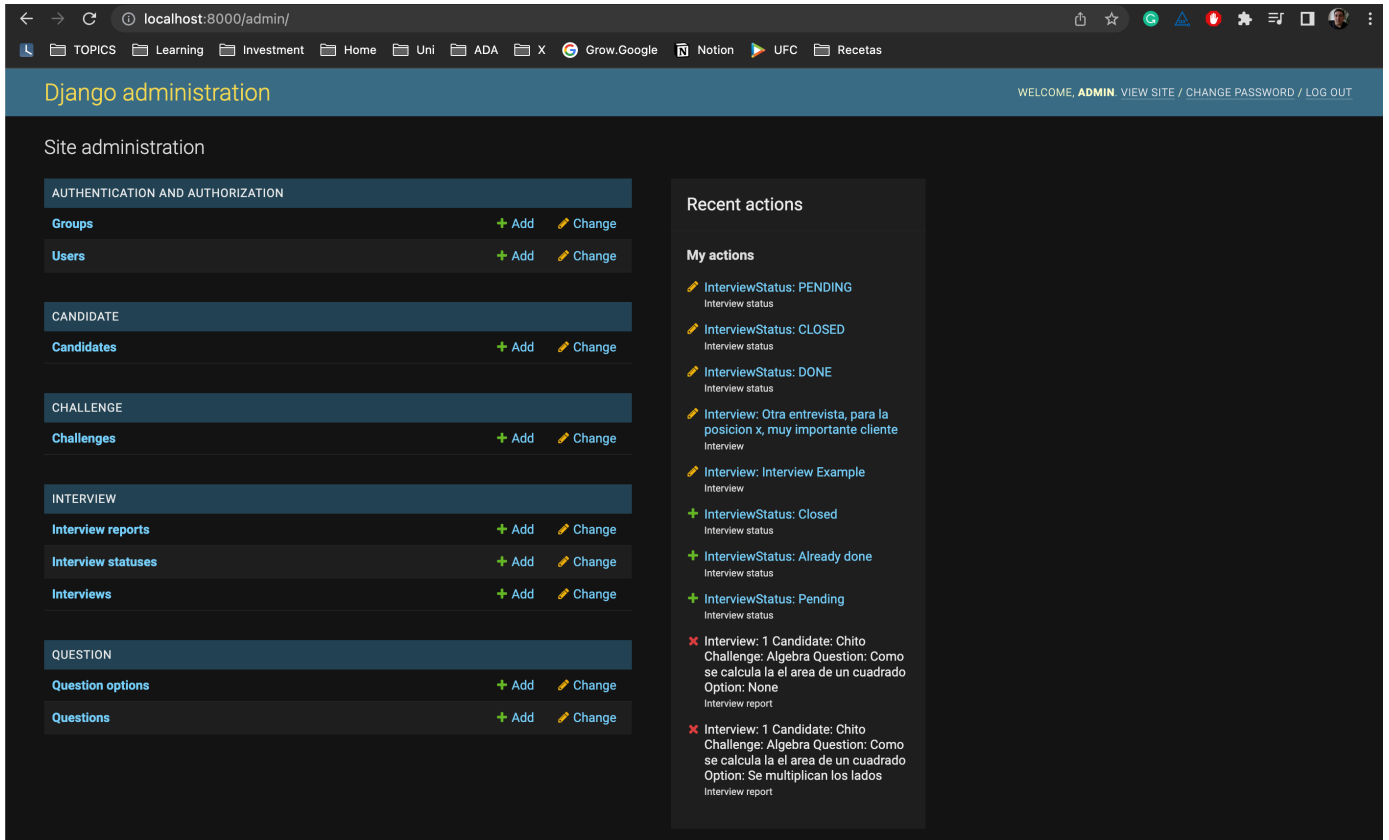 localhost:8000/admin/
TOPICS Learning Investment Home Uni ADA X Grow.Google Notion UFC Recetas
Django administration
WELCOME, ADMIN. VIEW SITE / CHANGE PASSWORD / LOG OUT
Site administration
AUTHENTICATION AND AUTHORIZATION
Groups Add Change
Users Add Change
CANDIDATE
Candidates Add Change
CHALLENGE
Challenges Add Change
INTERVIEW
Interview reports Add Change
Interview statuses Add Change
Interviews Add Change
QUESTION
Question options Add Change
Questions Add Change
Recent actions
My actions
InterviewStatus: PENDING
Interview status
InterviewStatus: CLOSED
Interview status
InterviewStatus: DONE
Interview status
Interview: Otra entrevista, para la
posicion x, muy importante cliente
Interview
Interview: Interview Example
Interview
InterviewStatus: Closed
Interview status
InterviewStatus: Already done
Interview status
InterviewStatus: Pending
Interview status
Interview: 1 Candidate: Chito
Challenge: Algebra Question: Como
se calcula la el area de un cuadrado
Option: None
Interview report
Interview: 1 Candidate: Chito
Challenge: Algebra Question: Como
se calcula la el area de un cuadrado
Option: Se multiplican los lados
Interview report